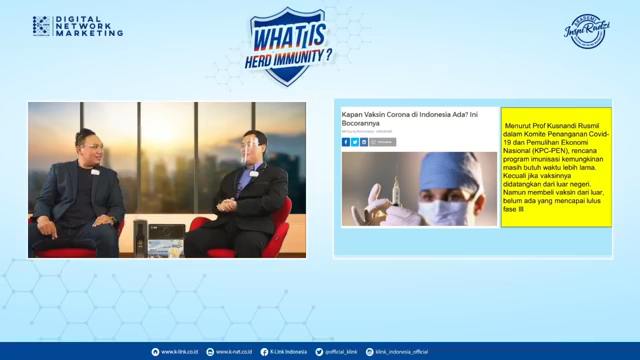 DIGITAL
NETWORK
MARKETING
WHAT IS
HERD IMMUNITY ?
AKADEMI
InspiRadzi
Kapan Vaksin Corona di Indonesia Ada? Ini
Bocorannya
Menurut Prof Kusnandi Rusmil
dalam Komite Penanganan Covid-
19 dan Pemulihan Ekonomi
Nasional (KPC-PEN), rencana
program imunisasi kemungkinan
masih butuh waktu lebih lama.
Kecuali jika vaksinnya
didatangkan dari luar negeri.
Namun membeli vaksin dari luar,
belum ada yang mencapai lulus
fase III
www.k-link.co.id
www.k-net.co.id
K-Link Indonesia
@official_klink
klink_indonesia_official